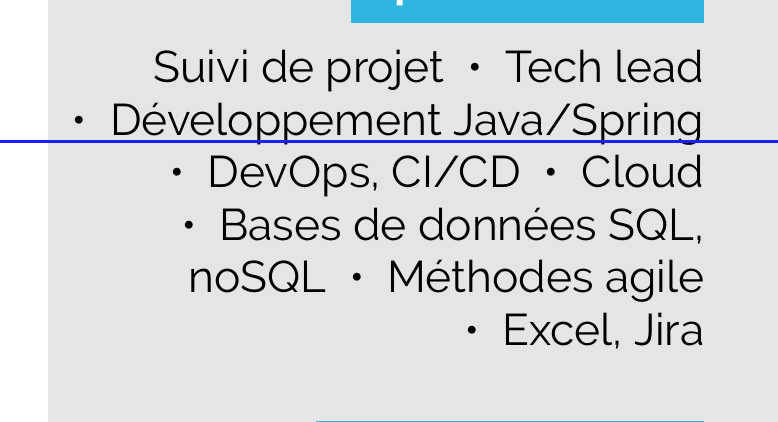 Suivi de projet • Tech lead
• Développement Java/Spring
• DevOps, CI/CD • Cloud
• Bases de données SQL,
noSQL • Méthodes agile
• Excel, Jira